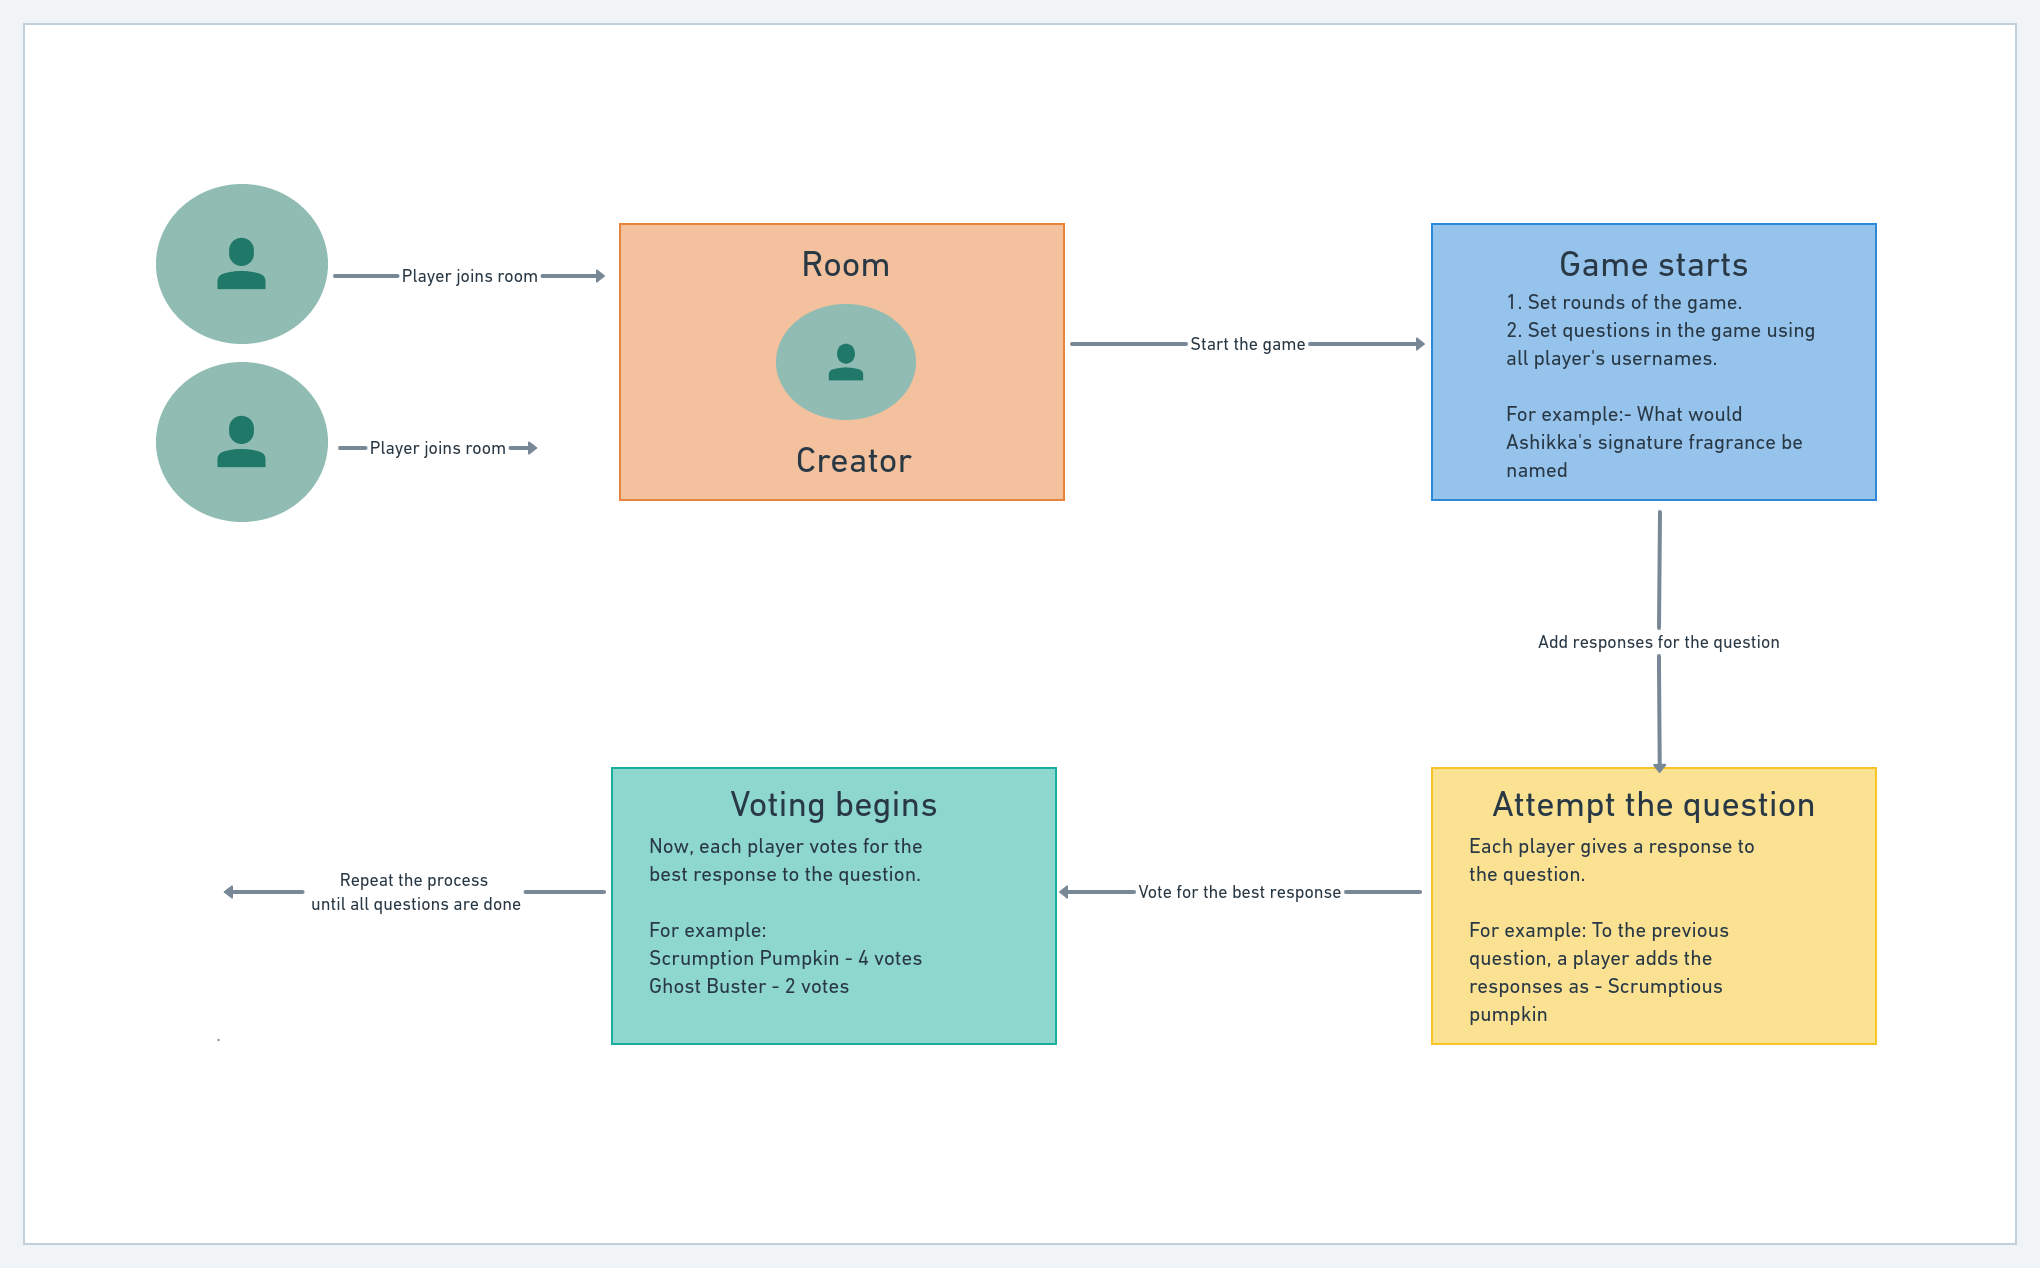 Player joins room
Player joins room
Room
Creator
Start the game
Game starts
1. Set rounds of the game.
2. Set questions in the game using
all player's usernames.
For example:- What would
Ashikka's signature fragrance be
named
Add responses for the question
Attempt the question
Each player gives a response to
the question.
For example: To the previous
question, a player adds the
responses as - Scrumptious
pumpkin
Vote for the best response
Voting begins
Now, each player votes for the
best response to the question.
For example:
Scrumption Pumpkin - 4 votes
Ghost Buster - 2 votes
Repeat the process
until all questions are done